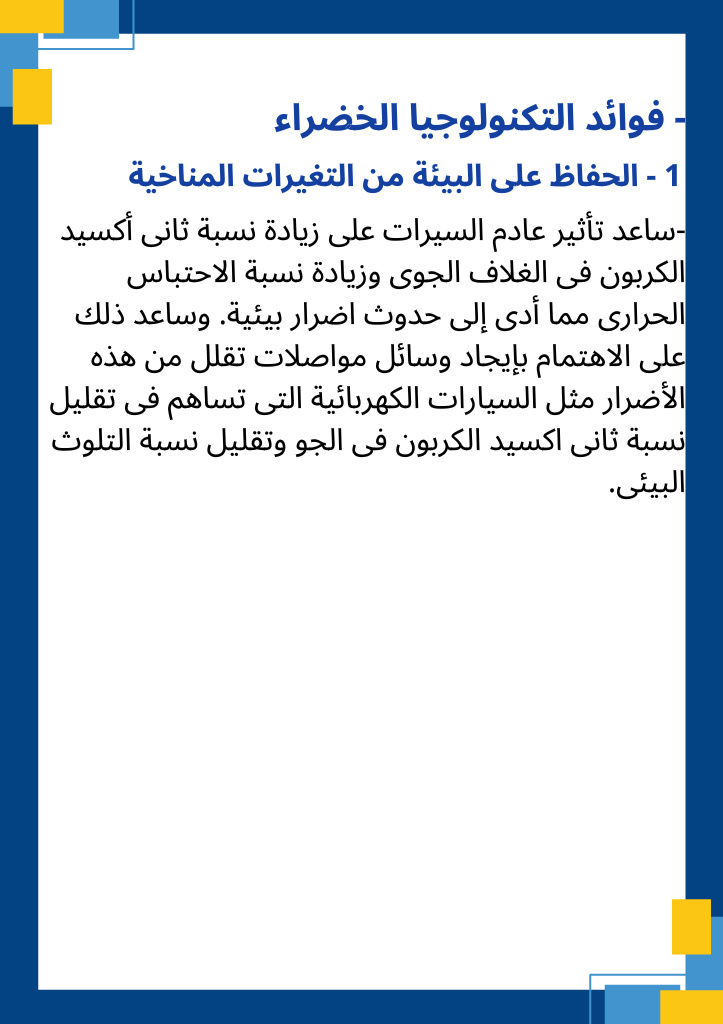 - فوائد التكنولوجيا الخضراء
1 - الحفاظ على البيئة من التغيرات المناخية
-ساعد تأثير عادم السيرات على زيادة نسبة ثانى أكسيد
الكربون فى الغلاف الجوى وزيادة نسبة الاحتباس
الحرارى مما أدى إلى حدوث اضرار بيئية. وساعد ذلك
على الاهتمام بإيجاد وسائل مواصلات تقلل من هذه
الأضرار مثل السيارات الكهربائية التى تساهم فى تقليل
نسبة ثانى اكسيد الكربون فى الجو وتقليل نسبة التلوث
البيئى.